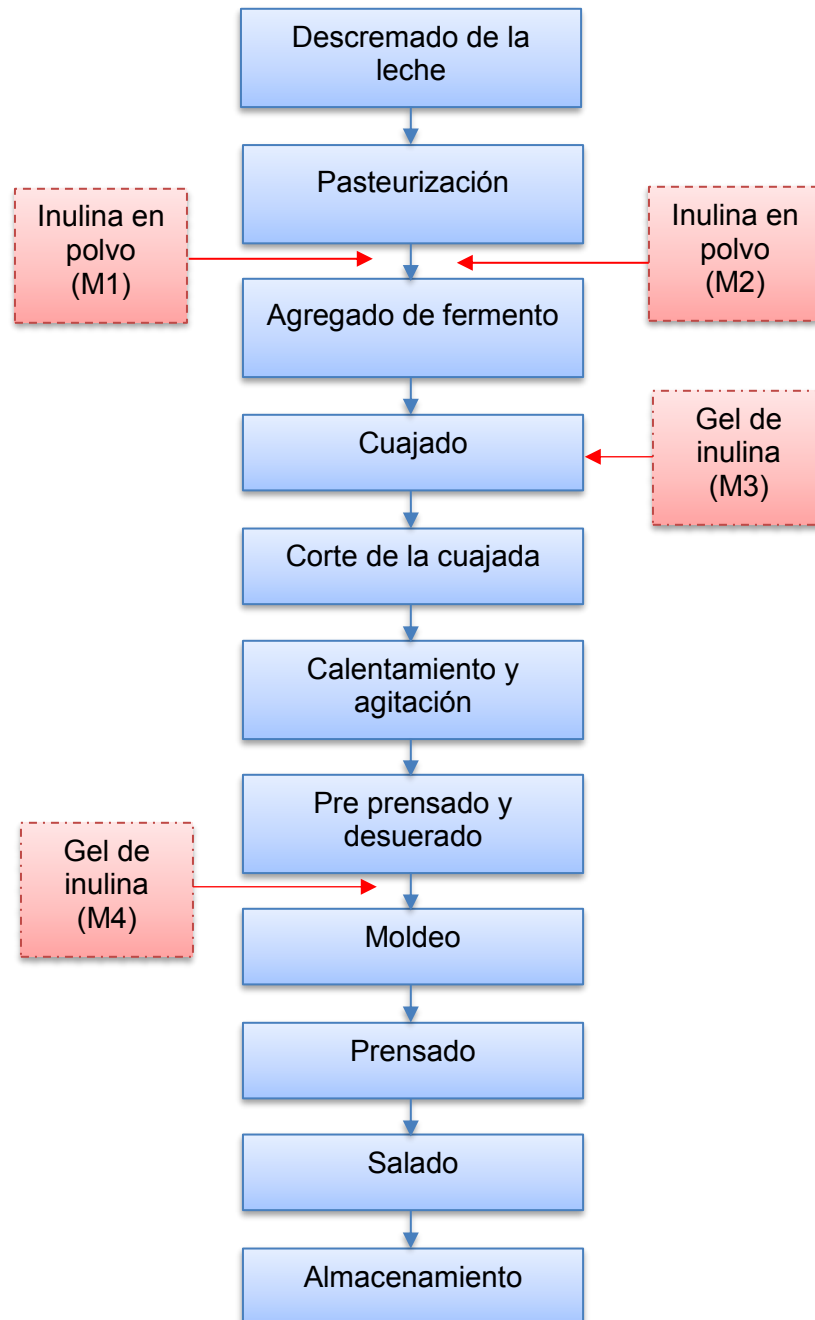 Descremado de la
leche
Pasteurización
Inulina en
polvo
(M1)
Inulina en
polvo
(M2)
Agregado de fermento
Cuajado
Gel de
inulina
(M3)
Corte de la cuajada
Calentamiento y
agitación
Pre prensado y
desuerado
Gel de
inulina
(M4)
Moldeo
Prensado
Salado
Almacenamiento